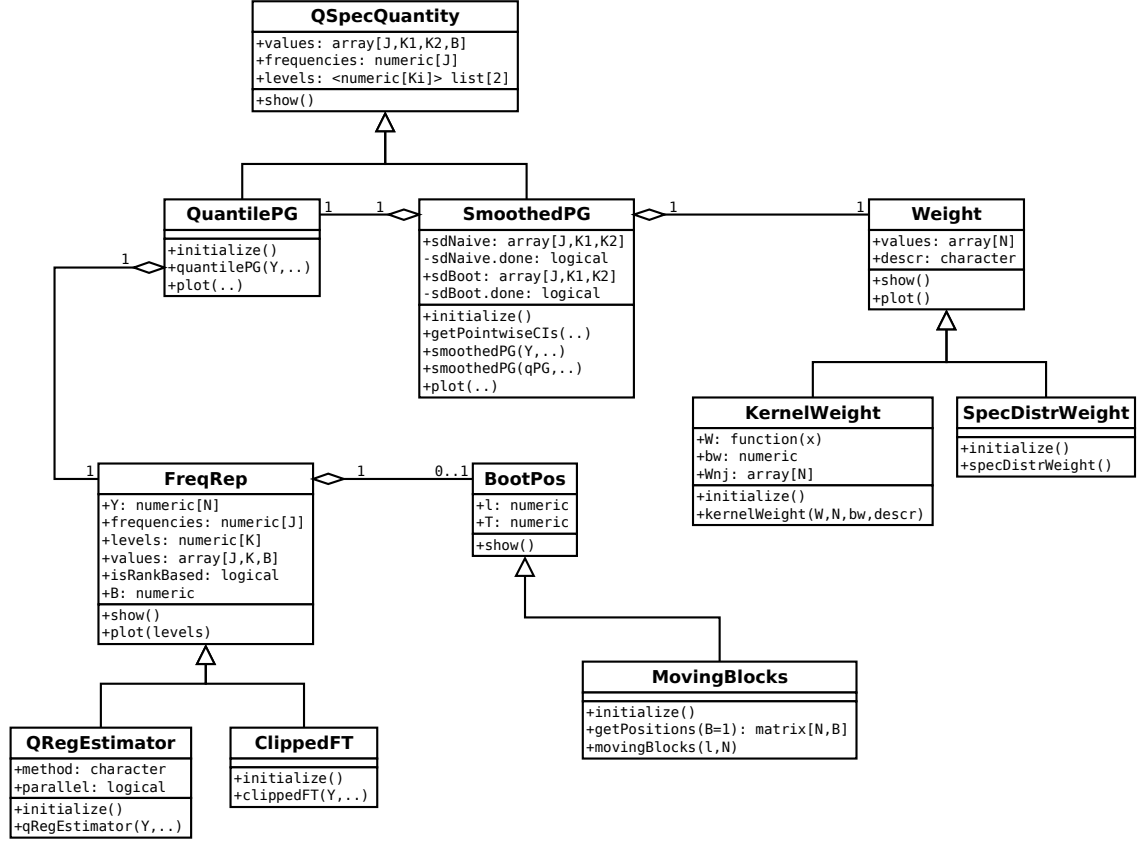 QSpecQuantity
+values: array[J,K1,K2,B]
+frequencies: numeric[J]
+levels: <numeric[Ki]> list[2]
+show()
QuantilePG
+initialize()
+quantilePG(Y,..)
+plot(..)
1
1
SmoothedPG
+sdNaive: array[J,K1,K2]
-sdNaive.done: logical
+sdBoot: array[J,K1,K2]
-sdBoot.done: logical
+initialize()
+getPointwiseCIs(..)
+smoothedPG(Y,..)
+smoothedPG(qPG,..)
+plot(..)
1
1
Weight
+values: array[N]
+descr: character
+show()
+plot()
KernelWeight
+W: function(x)
+bw: numeric
+Wnj: array[N]
+initialize()
+kernelWeight(W,N,bw,descr)
SpecDistrWeight
+initialize()
+specDistrWeight()
1
1
FreqRep
+Y: numeric[N]
+frequencies: numeric[J]
+levels: numeric[K]
+values: array[J,K,B]
+isRankBased: logical
+B: numeric
+show()
+plot(levels)
1
0..1
BootPos
+l: numeric
+T: numeric
+show()
MovingBlocks
+initialize()
+getPositions(B=1): matrix[N,B]
+movingBlocks(l,N)
QRegEstimator
+method: character
+parallel: logical
+initialize()
+qRegEstimator(Y,..)
ClippedFT
+initialize()
+clippedFT(Y,..)